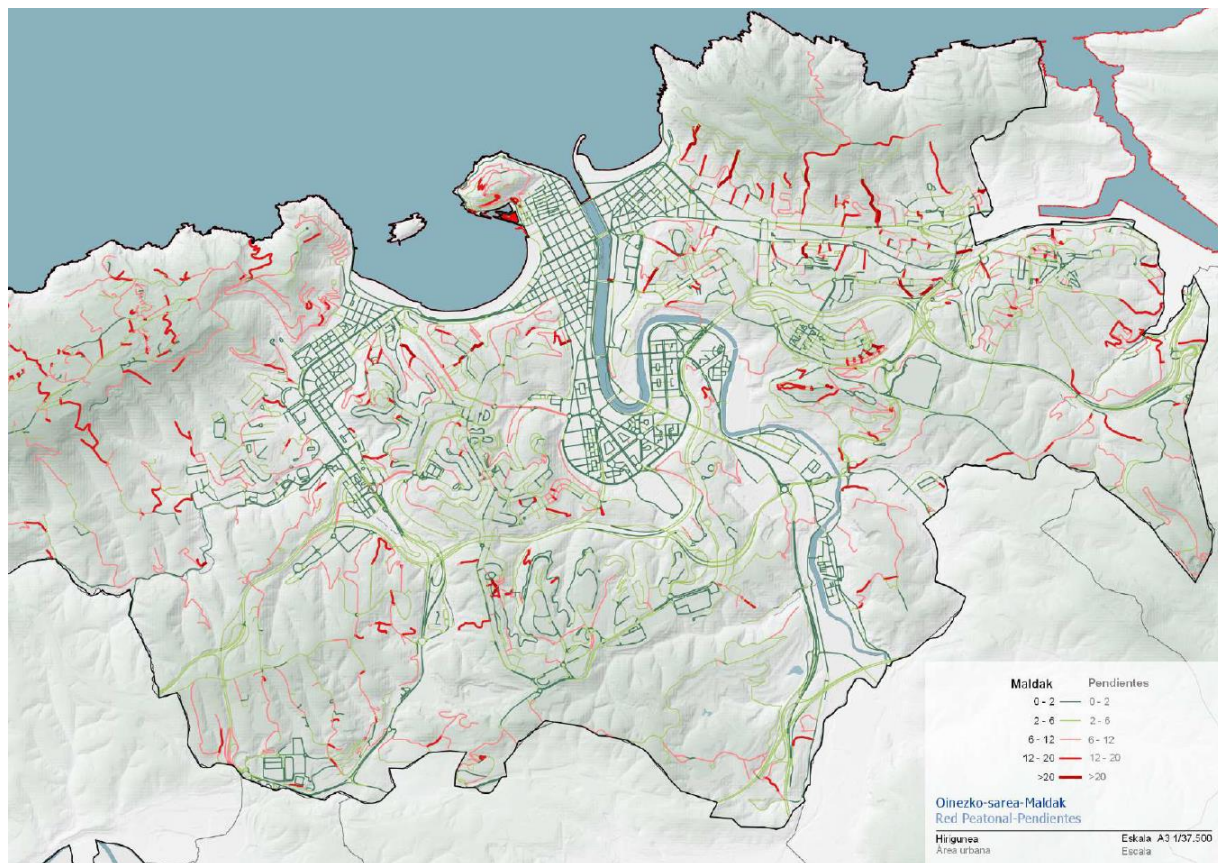 Maldak Pendientes
0 - 2 0 - 2
2 - 6 2 - 6
6 - 12 6 - 12
12 - 20 12 - 20
>20 >20
Oinezko-sarea-Maldak
Red Peatonal-Pendientes
Hirigunea Eskala A3 1/37.500
Área urbana Escala